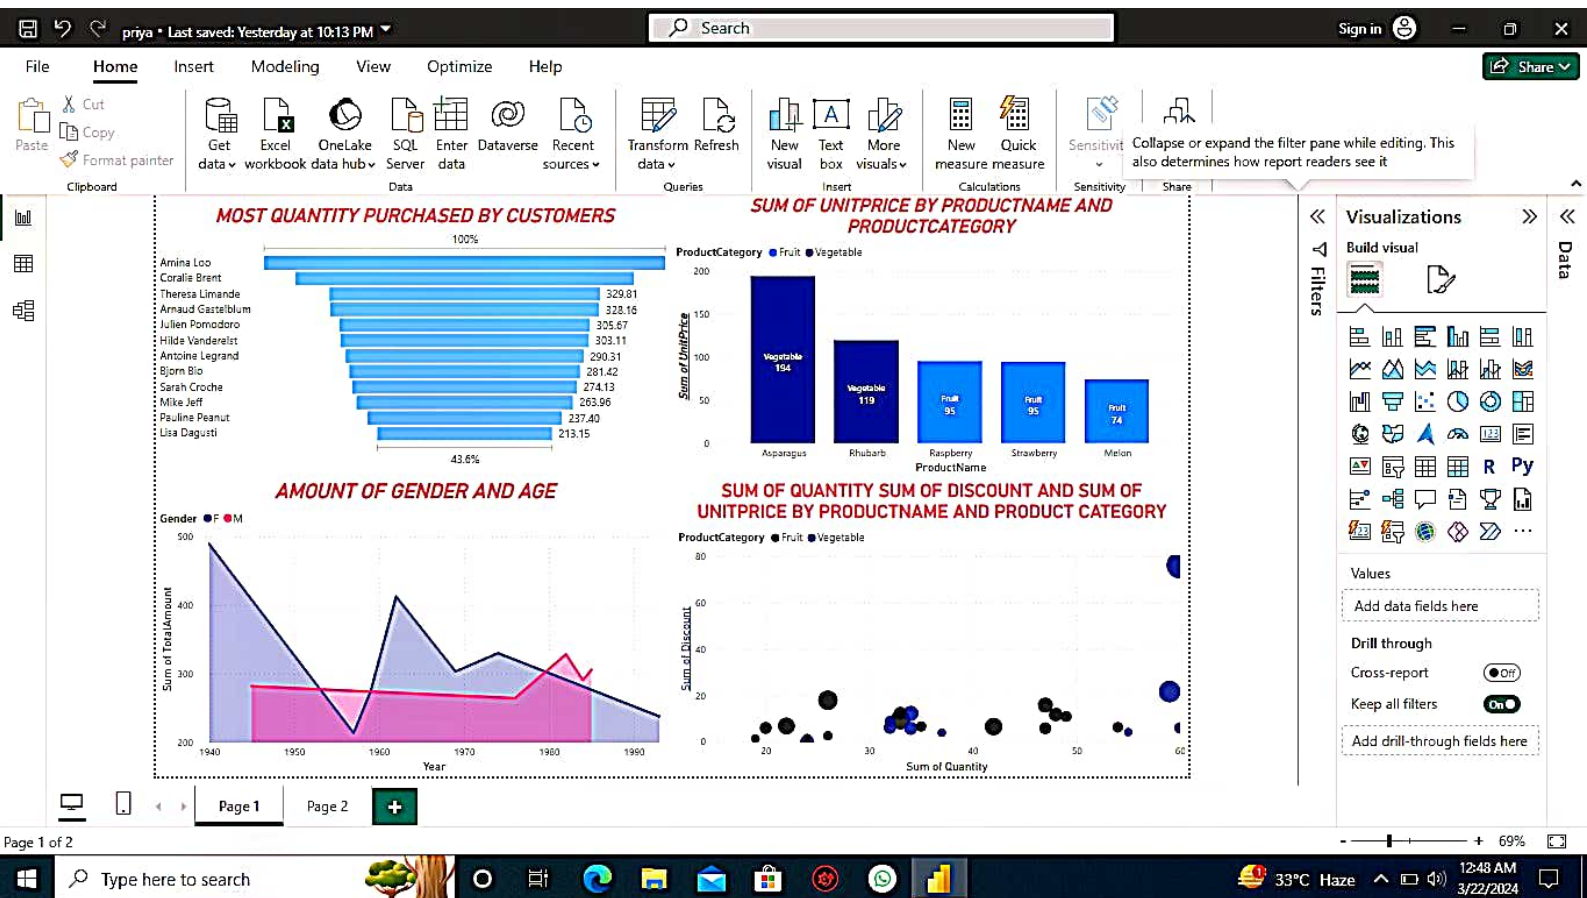 priya • Last saved: Yesterday at 10:13 PM
Search
Sign in
File Home Insert Modeling View Optimize Help
Share
Paste
Cut
Copy
Format painter
Clipboard
Get data
Excel workbook
OneLake data hub
SQL Server
Enter data
Dataverse
Recent sources
Data
Transform data
Refresh
Queries
New visual
Text box
More visuals
Insert
New measure
Quick measure
Calculations
Sensitivit
Sensitivity
Share
Collapse or expand the filter pane while editing. This
also determines how report readers see it
MOST QUANTITY PURCHASED BY CUSTOMERS
100%
Amina Loo
Coralie Brent
Theresa Limande 329.81
Arnaud Gastelblum 328.16
Julien Pomodoro 305.67
Hilde Vanderelst 303.11
Antoine Legrand 290.31
Bjorn Bio 281.42
Sarah Croche 274.13
Mike Jeff 263.96
Pauline Peanut 237.40
Lisa Dagusti 213.15
43.6%
SUM OF UNITPRICE BY PRODUCTNAME AND
PRODUCTCATEGORY
ProductCategory Fruit Vegetable
Sum of UnitPrice
200
150
100
50
0
Vegetable
194
Vegetable
119
Fruit
95
Fruit
95
Fruit
74
Asparagus Rhubarb Raspberry Strawberry Melon
ProductName
AMOUNT OF GENDER AND AGE
Gender F M
Sum of TotalAmount
500
400
300
200
1940 1950 1960 1970 1980 1990
Year
SUM OF QUANTITY SUM OF DISCOUNT AND SUM OF
UNITPRICE BY PRODUCTNAME AND PRODUCT CATEGORY
ProductCategory Fruit Vegetable
Sum of Discount
80
60
40
20
0
20 30 40 50 60
Sum of Quantity
Filters
Visualizations
Build visual
123
R Py
123
Values
Add data fields here
Drill through
Cross-report Off
Keep all filters On
Add drill-through fields here
Data
Page 1 Page 2 +
Page 1 of 2
- + 69%
Type here to search
1
33°C Haze
12:48 AM
3/22/2024